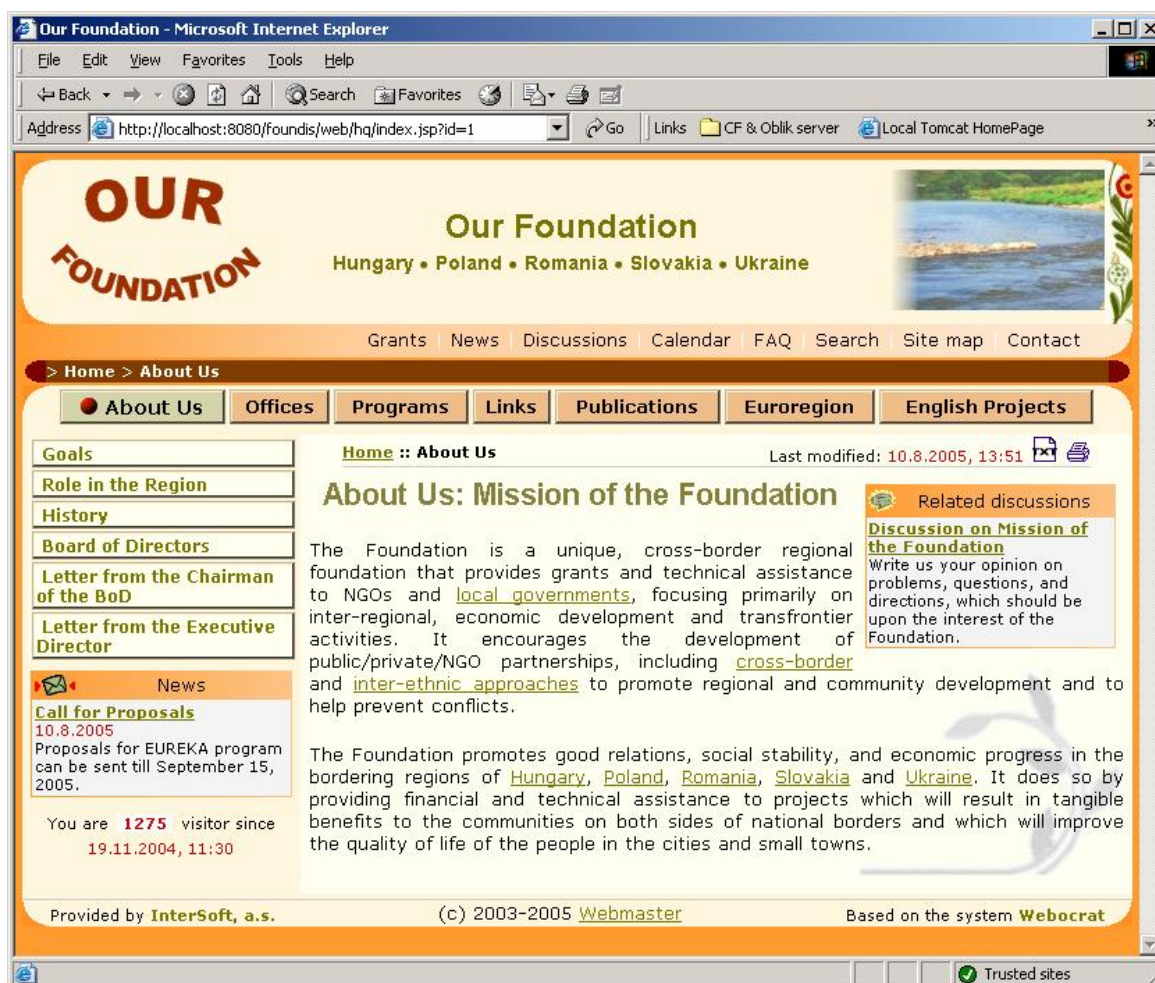 Our Foundation - Microsoft Internet Explorer
File Edit View Favorites Tools Help
Back Search Favorites
Address http://localhost:8080/foundis/web/hq/index.jsp?id=1 Go Links CF & Oblik server Local Tomcat HomePage »
OUR
FOUNDATION
Our Foundation
Hungary • Poland • Romania • Slovakia • Ukraine
Grants | News | Discussions | Calendar | FAQ | Search | Site map | Contact
> Home > About Us
About Us Offices Programs Links Publications Euroregion English Projects
Goals
Role in the Region
History
Board of Directors
Letter from the Chairman
of the BoD
Letter from the Executive
Director
News
Call for Proposals
10.8.2005
Proposals for EUREKA program
can be sent till September 15,
2005.
You are 1275 visitor since
19.11.2004, 11:30
Home :: About Us
Last modified: 10.8.2005, 13:51 TXT
About Us: Mission of the Foundation
The Foundation is a unique, cross-border regional
foundation that provides grants and technical assistance
to NGOs and local governments, focusing primarily on
inter-regional, economic development and transfrontier
activities. It encourages the development of
public/private/NGO partnerships, including cross-border
and inter-ethnic approaches to promote regional and community development and to
help prevent conflicts.
Related discussions
Discussion on Mission of
the Foundation
Write us your opinion on
problems, questions, and
directions, which should be
upon the interest of the
Foundation.
The Foundation promotes good relations, social stability, and economic progress in the
bordering regions of Hungary, Poland, Romania, Slovakia and Ukraine. It does so by
providing financial and technical assistance to projects which will result in tangible
benefits to the communities on both sides of national borders and which will improve
the quality of life of the people in the cities and small towns.
Provided by InterSoft, a.s. (c) 2003-2005 Webmaster Based on the system Webocrat
Trusted sites